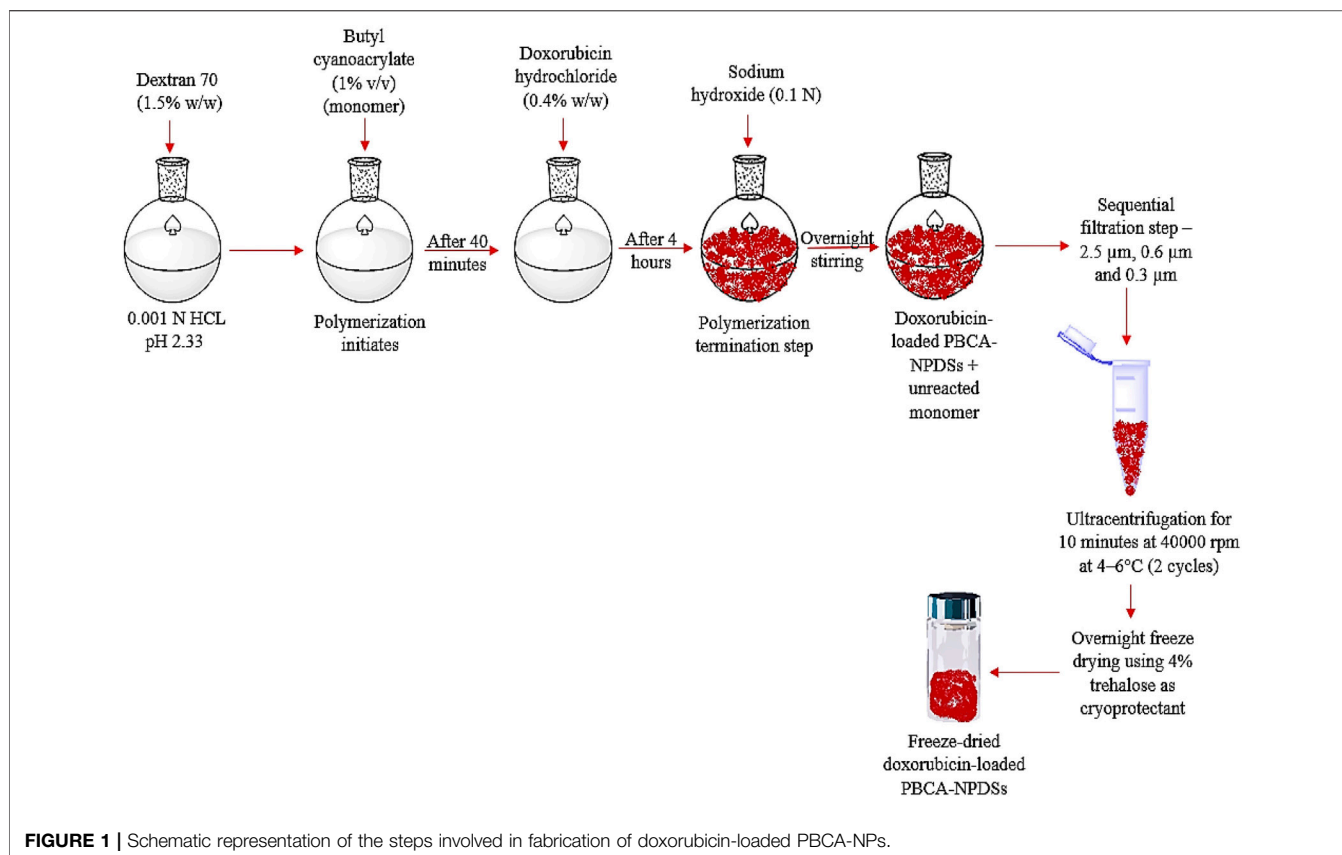 Dextran 70
(1.5% w/w)
Butyl
cyanoacrylate
(1% v/v)
(monomer)
Doxorubicin
hydrochloride
(0.4% w/w)
Sodium
hydroxide (0.1 N)
0.001 N HCL
pH 2.33
Polymerization
initiates
After 40
minutes
After 4
hours
Polymerization
termination step
Overnight
stirring
Doxorubicin-
loaded PBCA-
NPDSs +
unreacted
monomer
Sequential
filtration step –
2.5 µm, 0.6 µm
and 0.3 µm
Ultracentrifugation for
10 minutes at 40000 rpm
at 4–6°C (2 cycles)
Overnight freeze
drying using 4%
trehalose as
cryoprotectant
Freeze-dried
doxorubicin-loaded
PBCA-NPDSs
FIGURE 1 | Schematic representation of the steps involved in fabrication of doxorubicin-loaded PBCA-NPs.